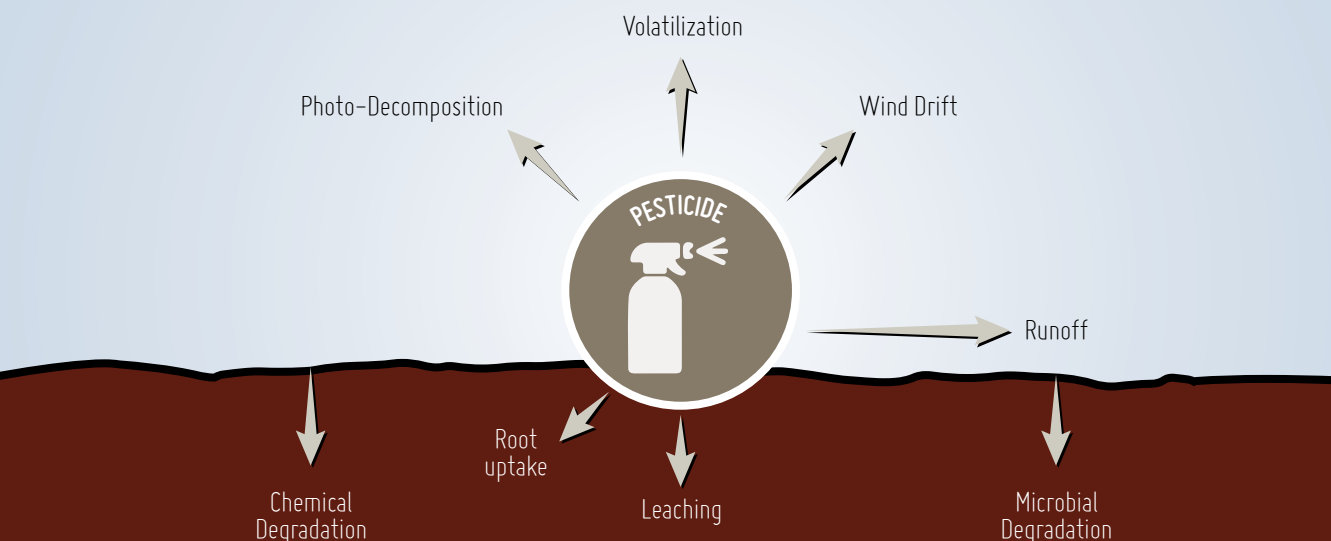 Volatilization
Photo-Decomposition
Wind Drift
PESTICIDE
Runoff
Root
uptake
Chemical
Degradation
Leaching
Microbial
Degradation